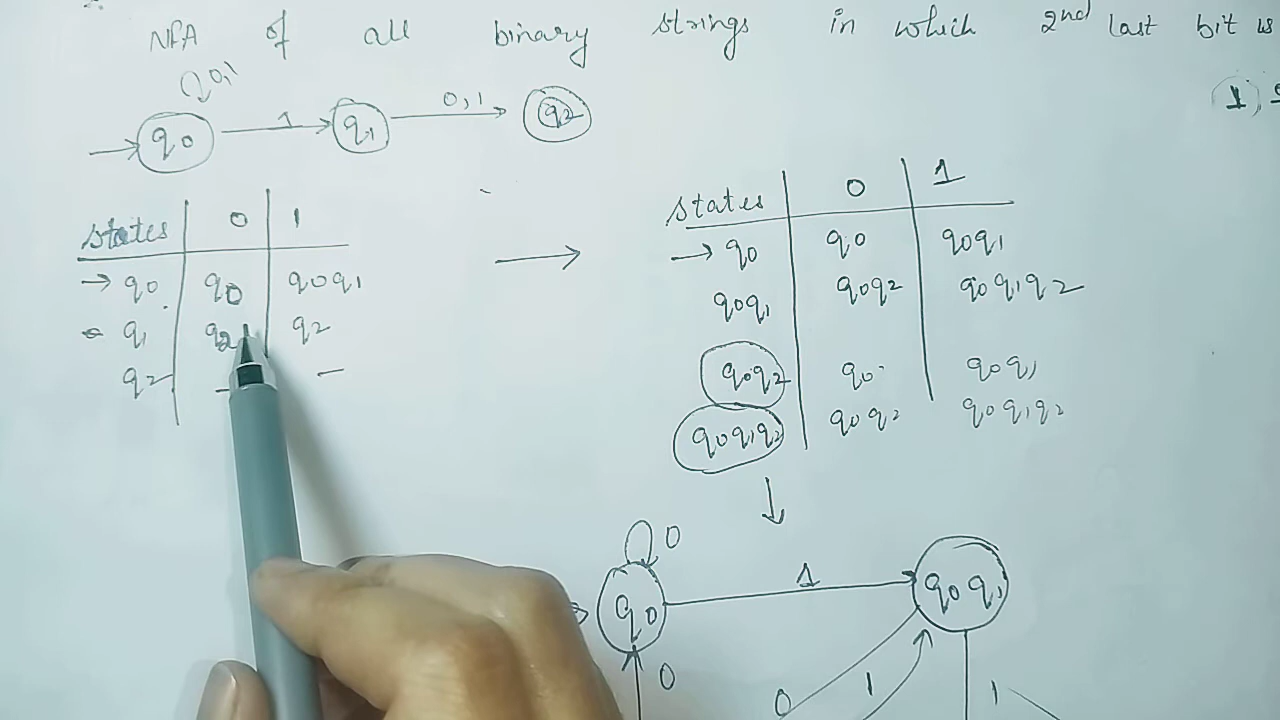 NFA of all binary strings in which 2nd last bit is
1,
0,1
q0 1 q1 0,1 q2
states 0 1
→ q0 q0 q0q1
q1 q2 q2
q2 - -
states 0 1
→ q0 q0 q0q1
q0q1 q0q2 q0q1q2
q0q2 q0 q0q1
q0q1q2 q0q2 q0q1q2
0
q0 1 q0q1
0 0 1 1